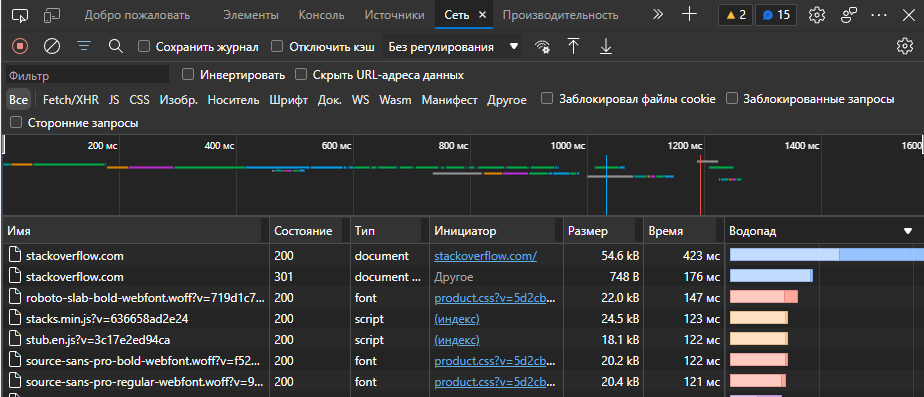 Добро пожаловать Элементы Консоль Источники Сеть Производительность 2 15
Сохранить журнал Отключить кэш Без регулирования
Фильтр Инвертировать Скрыть URL-адреса данных
Все Fetch/XHR JS CSS Изобр. Носитель Шрифт Док. WS Wasm Манифест Другое Заблокировал файлы cookie Заблокированные запросы
Сторонние запросы
200 мс 400 мс 600 мс 800 мс 1000 мс 1200 мс 1400 мс 1600
Имя Состояние Тип Инициатор Размер Время Водопад
stackoverflow.com 200 document stackoverflow.com/ 54.6 kB 423 мс
stackoverflow.com 301 document ... Другое 748 B 176 мс
roboto-slab-bold-webfont.woff?v=719d1c7... 200 font product.css?v=5d2cb... 22.0 kB 147 мс
stacks.min.js?v=636658ad2e24 200 script (индекс) 24.5 kB 123 мс
stub.en.js?v=3c17e2ed94ca 200 script (индекс) 18.1 kB 122 мс
source-sans-pro-bold-webfont.woff?v=f52... 200 font product.css?v=5d2cb... 20.2 kB 122 мс
source-sans-pro-regular-webfont.woff?v=9... 200 font product.css?v=5d2cb... 20.4 kB 121 мс